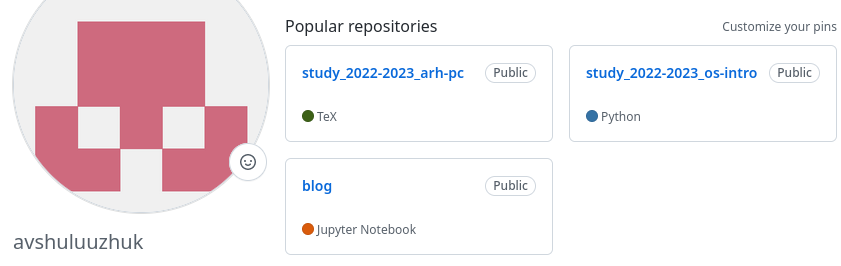 Popular repositories
Customize your pins
study_2022-2023_arh-pc
Public
TeX
study_2022-2023_os-intro
Public
Python
blog
Public
Jupyter Notebook
avshuluuzhuk